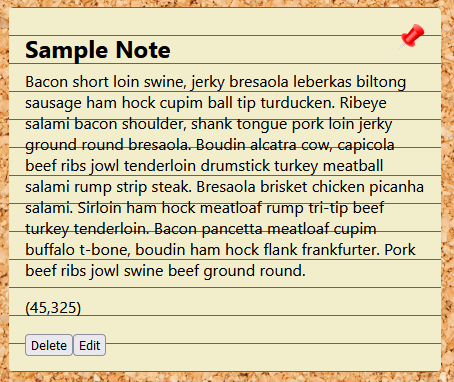 Sample Note
Bacon short loin swine, jerky bresaola leberkas biltong
sausage ham hock cupim ball tip turducken. Ribeye
salami bacon shoulder, shank tongue pork loin jerky
ground round bresaola. Boudin alcatra cow, capicola
beef ribs jowl tenderloin drumstick turkey meatball
salami rump strip steak. Bresaola brisket chicken picanha
salami. Sirloin ham hock meatloaf rump tri-tip beef
turkey tenderloin. Bacon pancetta meatloaf cupim
buffalo t-bone, boudin ham hock flank frankfurter. Pork
beef ribs jowl swine beef ground round.
(45,325)
Delete Edit